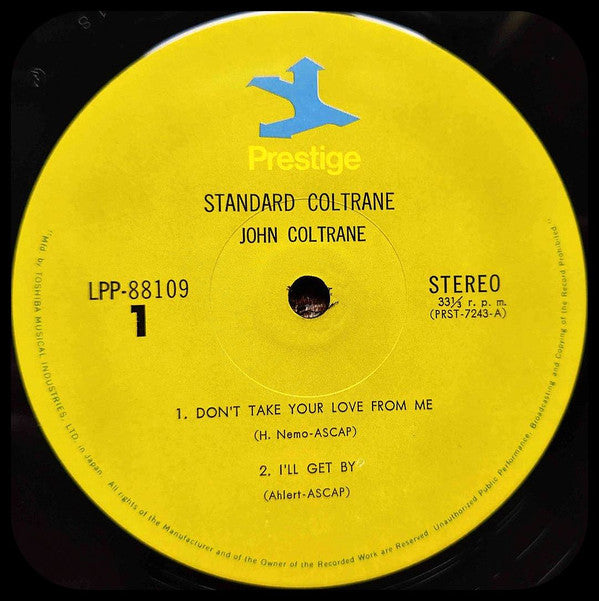 Prestige
STANDARD COLTRANE
JOHN COLTRANE
LPP-88109
1
STEREO
33⅓ r. p. m.
(PRST-7243-A)
1. DON'T TAKE YOUR LOVE FROM ME
(H. Nemo-ASCAP)
2. I'LL GET BY
(Ahlert-ASCAP)
"Mfd by TOSHIBA MUSICAL INDUSTRIES, LTD. in Japan. All rights of the Manufacturer and of the Owner of the Recorded Work are Reserved. Unauthorized Public Performance, Broadcasting and Copying of the Record Prohibited."